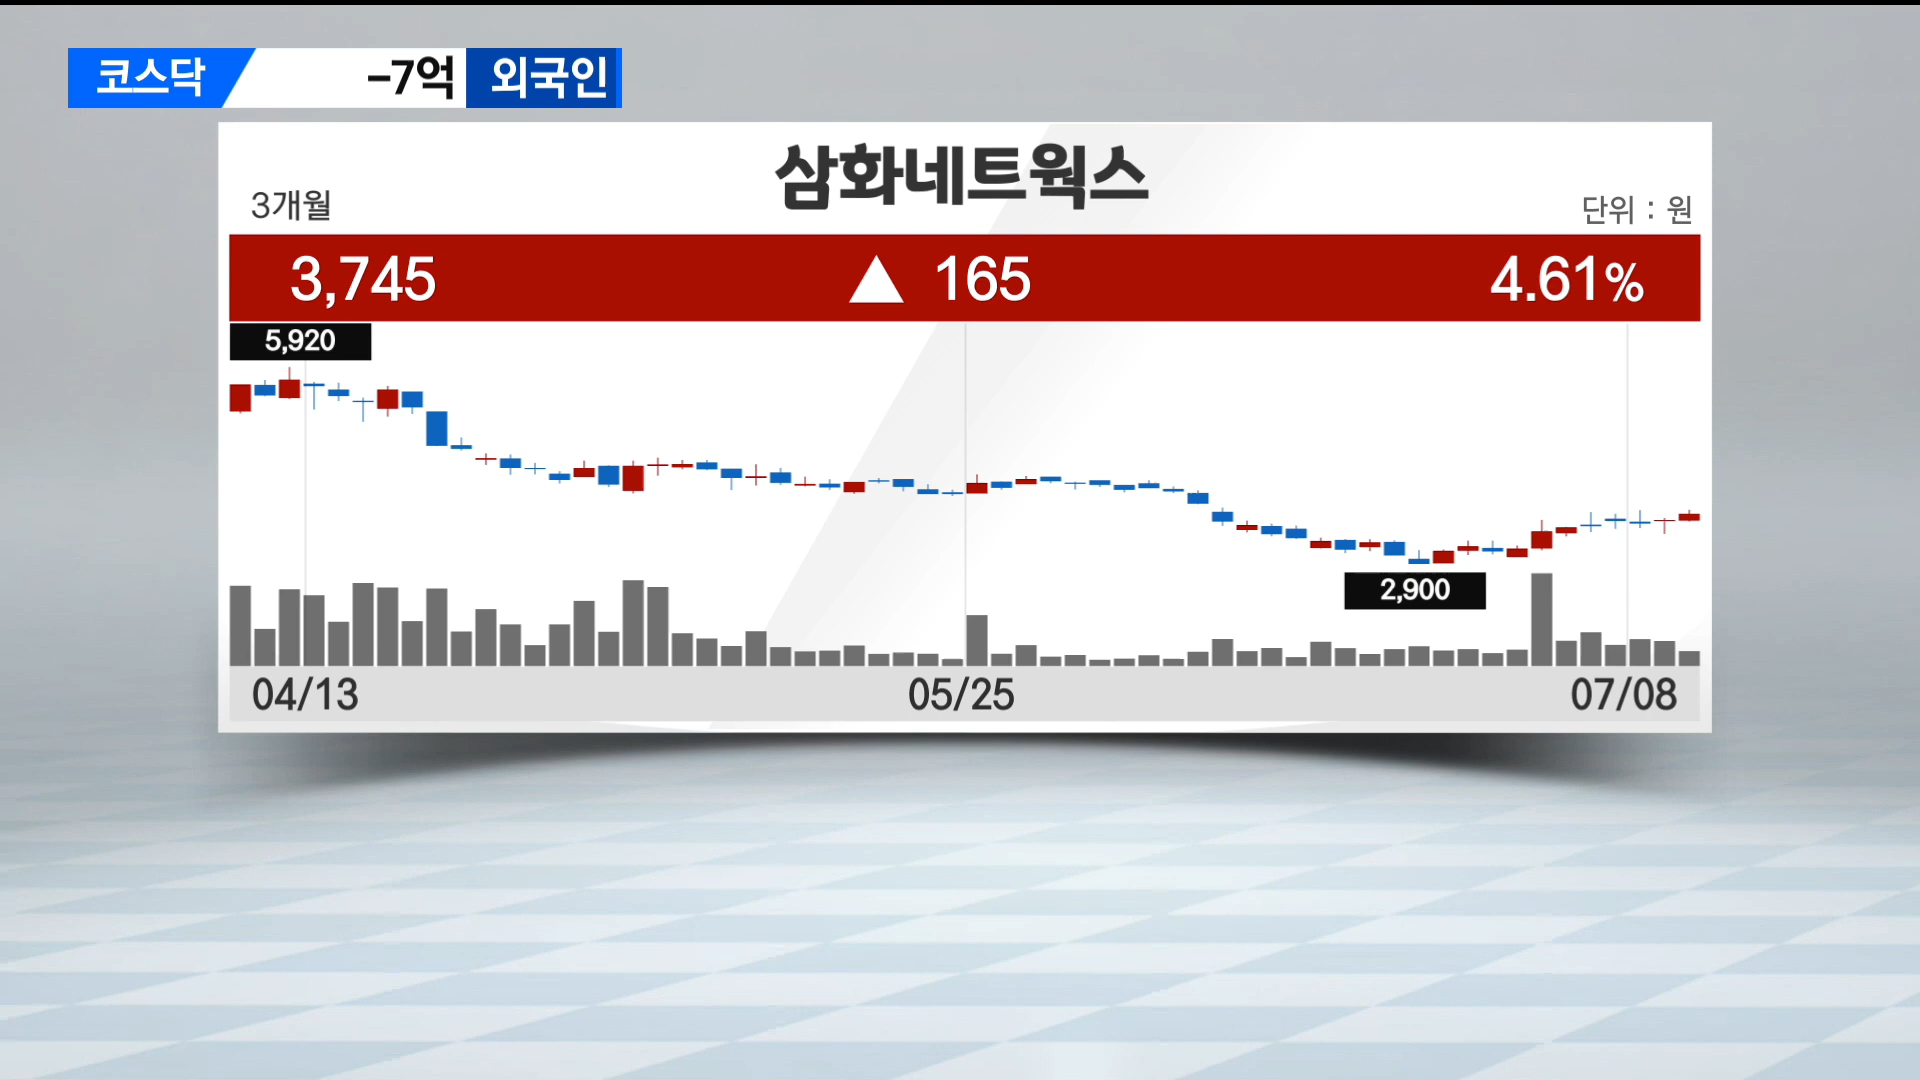 코스닥 -7억 외국인
삼화네트웍스
3개월 단위 : 원
3,745 ▲ 165 4.61%
5,920
2,900
04/13 05/25 07/08